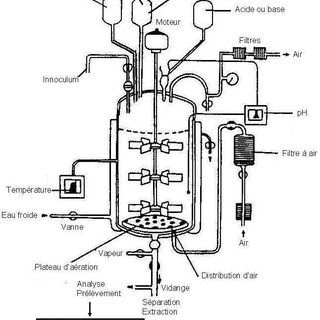 Acide ou base
Moteur
Filtres
Air
Innoculum
pH
Filtre à air
Température
Eau froide
Vanne
Air
Vapeur
Plateau d'aération
Distribution d'air
Vidange
Analyse
Prélèvement
Séparation
Extraction